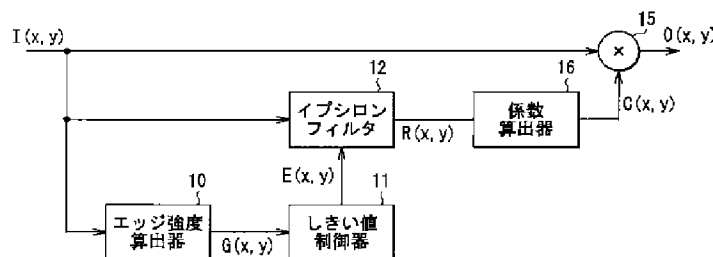 I(x,y)
15
O(x,y)
×
12
イプシロン
フィルタ
R(x,y)
16
係数
算出器
C(x,y)
E(x,y)
10
エッジ強度
算出器
G(x,y)
11
しきい値
制御器